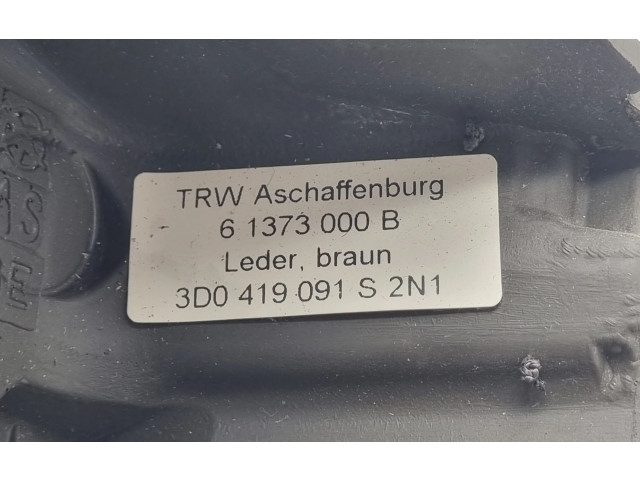 TRW Aschaffenburg
6 1373 000 B
Leder, braun
3D0 419 091 S 2N1